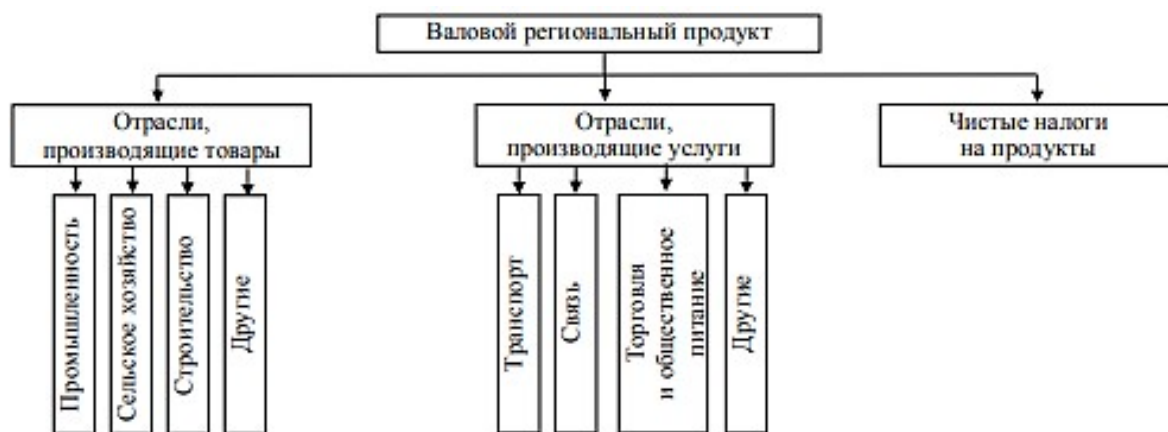 Валовой региональный продукт
Отрасли,
производящие товары
Отрасли,
производящие услуги
Чистые налоги
на продукты
Промышленность
Сельское хозяйство
Строительство
Другие
Транспорт
Связь
Торговля
и общественное
питание
Другие